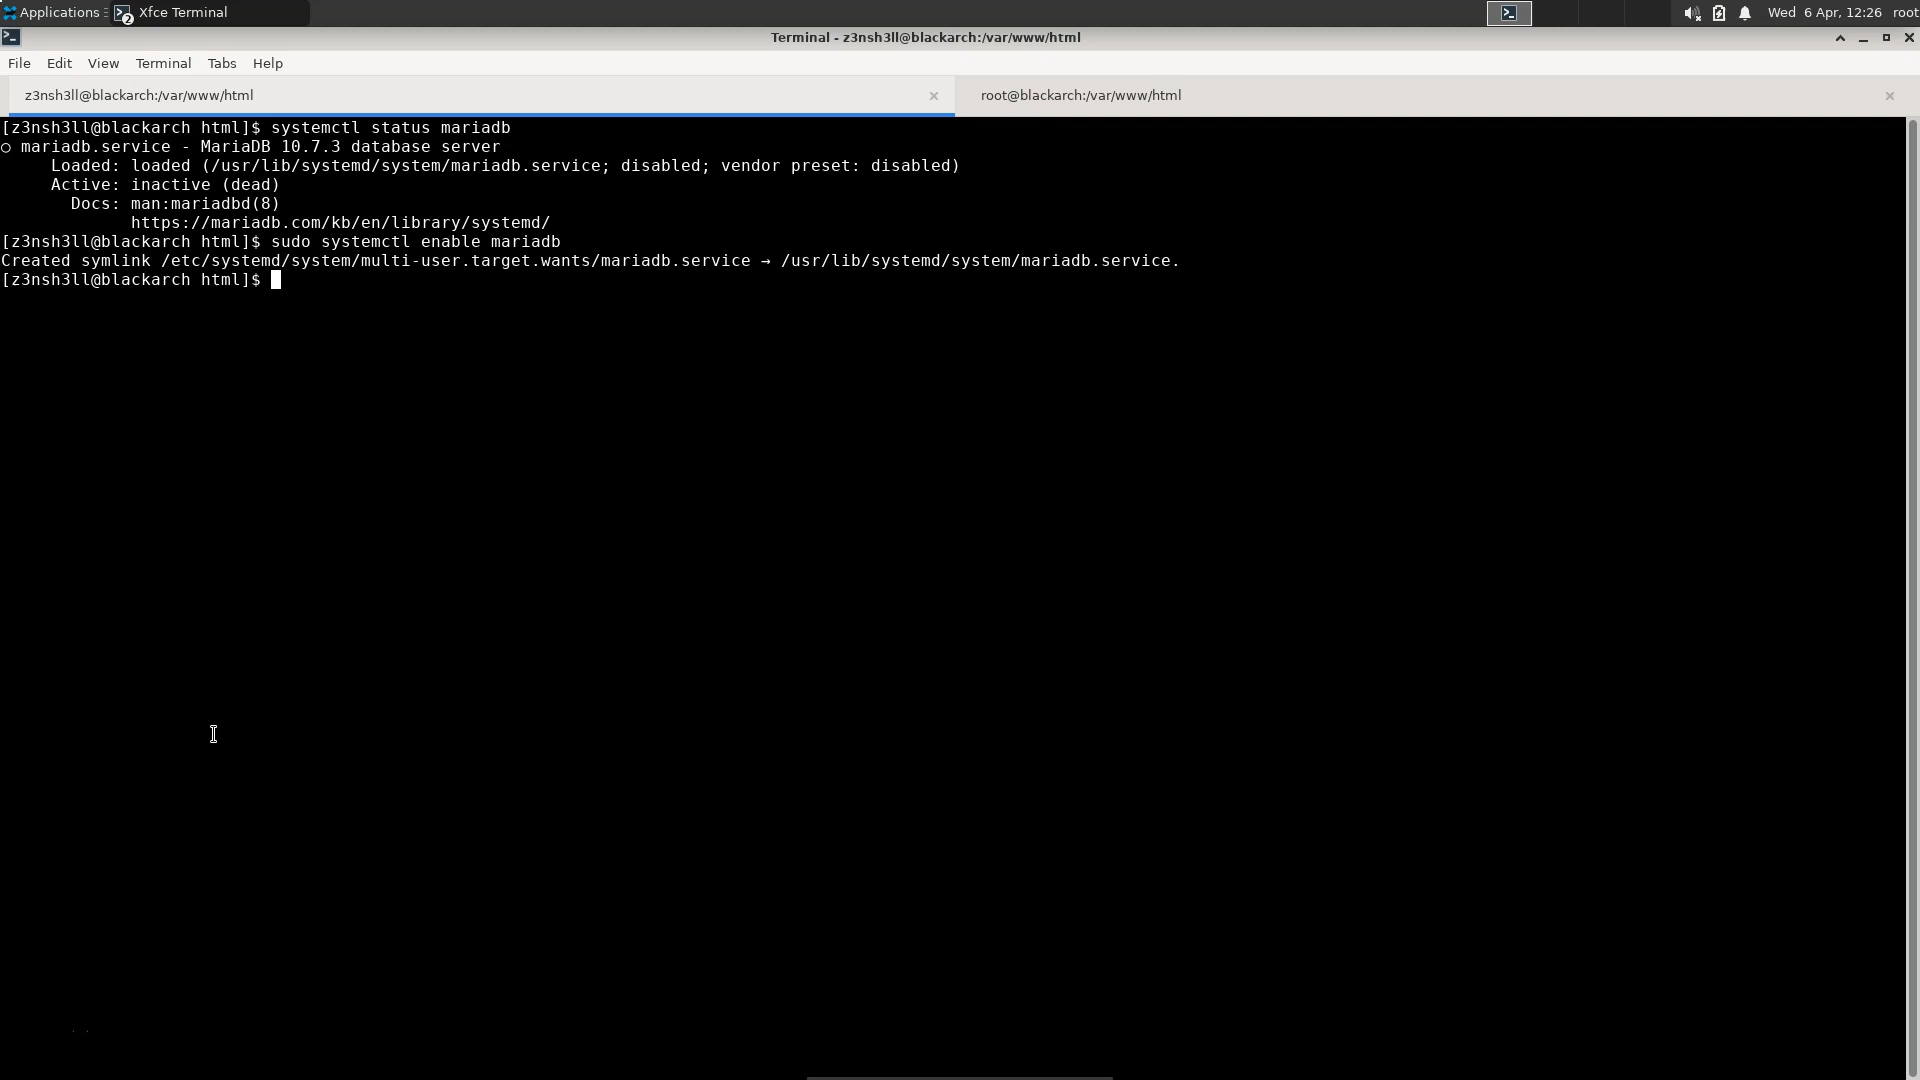 Applications Xfce Terminal Wed 6 Apr, 12:26 root
Terminal - z3nsh3ll@blackarch:/var/www/html
File Edit View Terminal Tabs Help
z3nsh3ll@blackarch:/var/www/html root@blackarch:/var/www/html
[z3nsh3ll@blackarch html]$ systemctl status mariadb
○ mariadb.service - MariaDB 10.7.3 database server
     Loaded: loaded (/usr/lib/systemd/system/mariadb.service; disabled; vendor preset: disabled)
     Active: inactive (dead)
       Docs: man:mariadbd(8)
             https://mariadb.com/kb/en/library/systemd/
[z3nsh3ll@blackarch html]$ sudo systemctl enable mariadb
Created symlink /etc/systemd/system/multi-user.target.wants/mariadb.service → /usr/lib/systemd/system/mariadb.service.
[z3nsh3ll@blackarch html]$